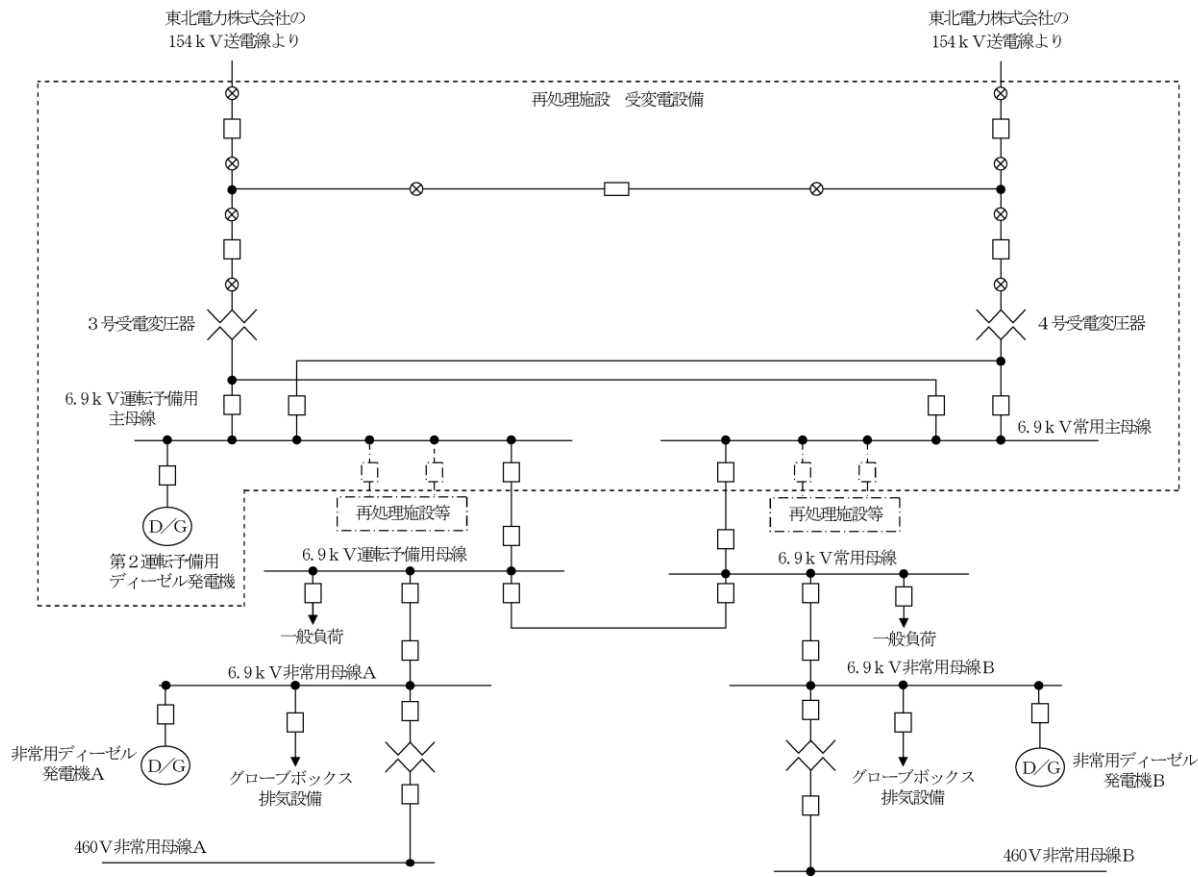 東北電力株式会社の
154kV送電線より
東北電力株式会社の
154kV送電線より
再処理施設 受変電設備
3号受電変圧器
4号受電変圧器
6.9kV運転予備用
主母線
6.9kV常用主母線
再処理施設等
再処理施設等
D/G
第2運転予備用
ディーゼル発電機
6.9kV運転予備用母線
6.9kV常用母線
一般負荷
一般負荷
6.9kV非常用母線A
6.9kV非常用母線B
非常用ディーゼル
発電機A
D/G
グローブボックス
排気設備
グローブボックス
排気設備
D/G
非常用ディーゼル
発電機B
460V非常用母線A
460V非常用母線B